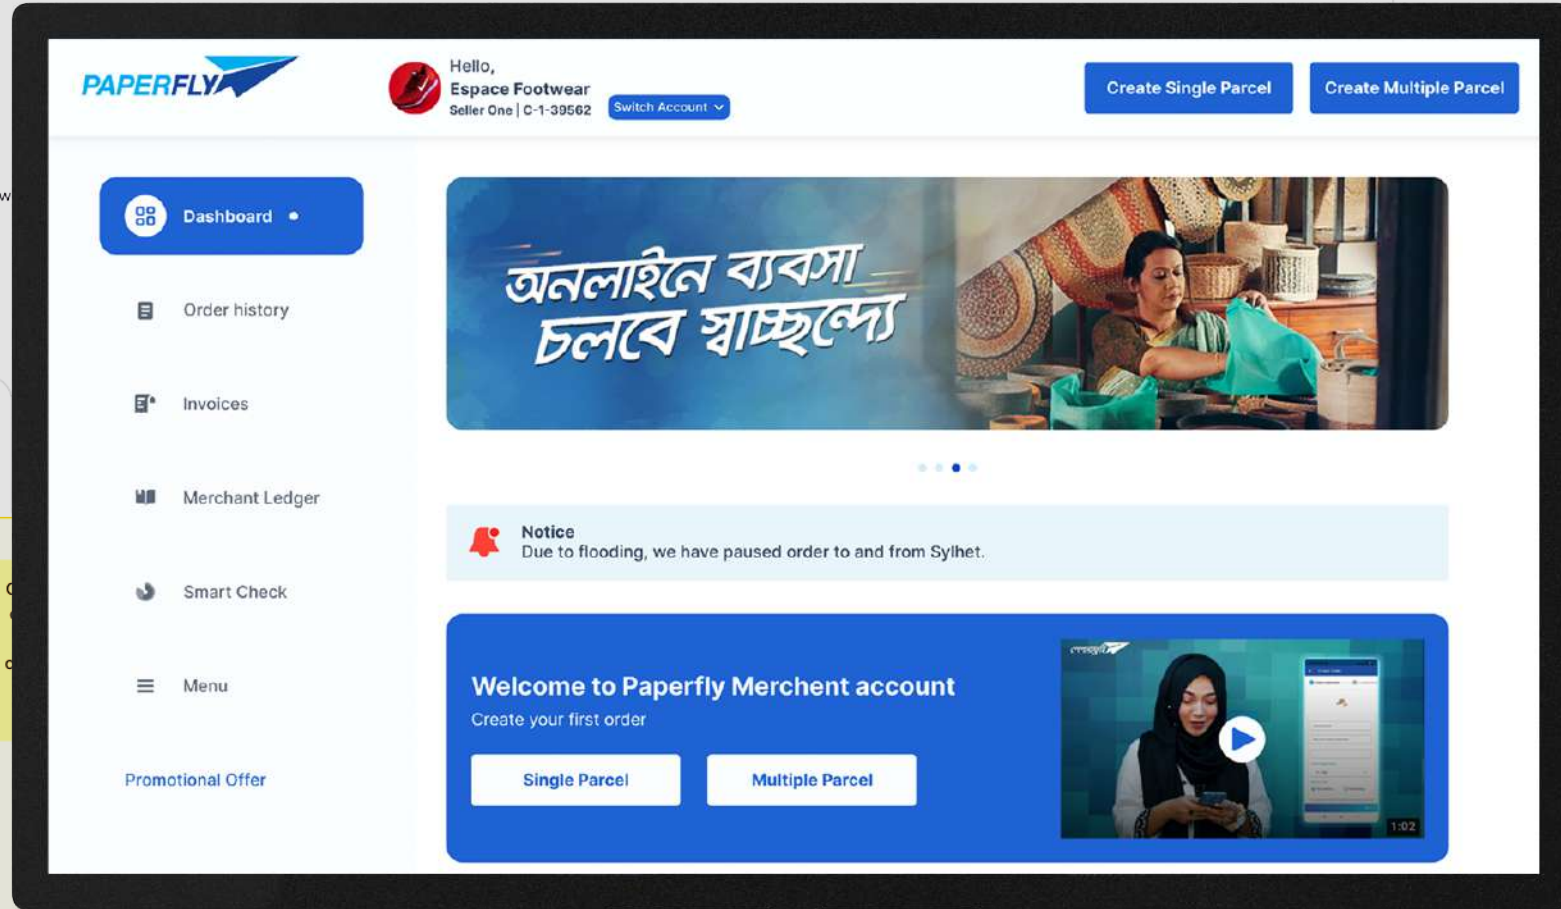 PAPERFLY
Hello,
Espace Footwear
Seller One | C-1-39562
Switch Account
Create Single Parcel
Create Multiple Parcel
Dashboard
Order history
Invoices
Merchant Ledger
Smart Check
Menu
Promotional Offer
অনলাইনে ব্যবসা
চলবে স্বাচ্ছন্দ্যে
Notice
Due to flooding, we have paused order to and from Sylhet.
Welcome to Paperfly Merchent account
Create your first order
Single Parcel
Multiple Parcel
1:02